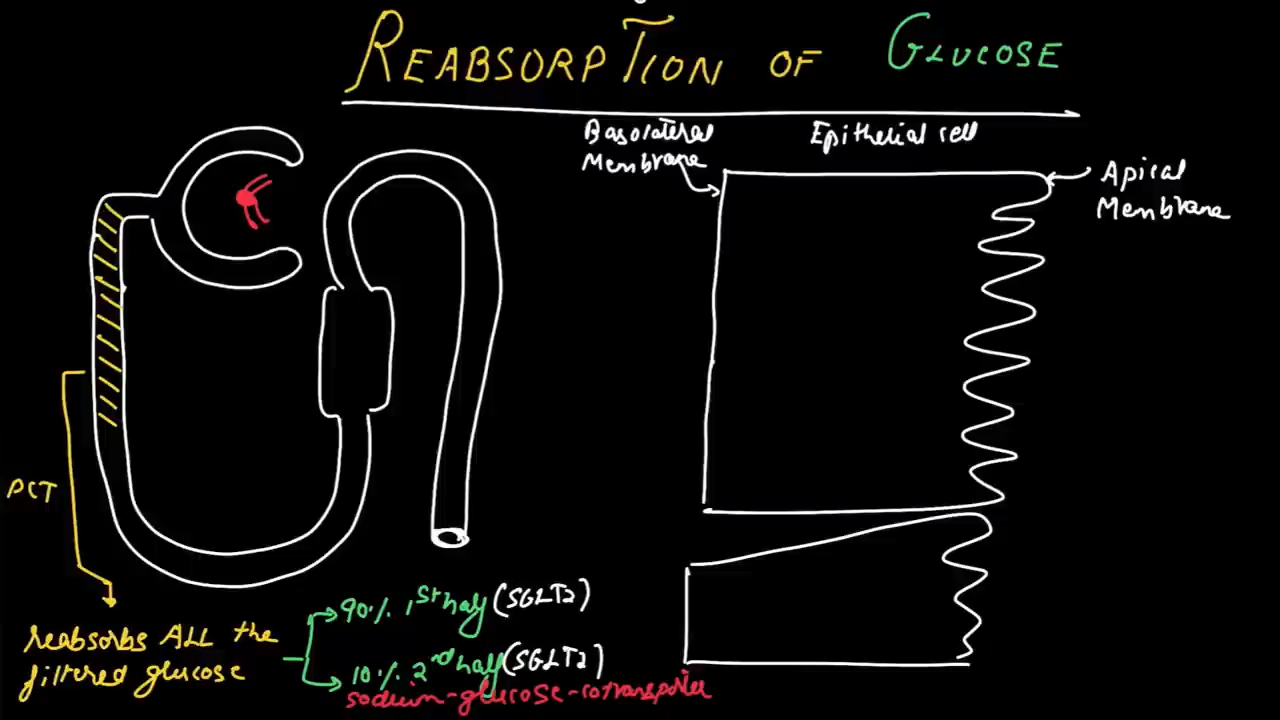 REABSORPTION OF GLUCOSE
Basolateral
Membrane
Epithelial cell
Apical
Membrane
PCT
reabsorbs ALL the
filtered glucose
90% 1st half (SGLT2)
10% 2nd half (SGLT2)
sodium-glucose-cotransporter